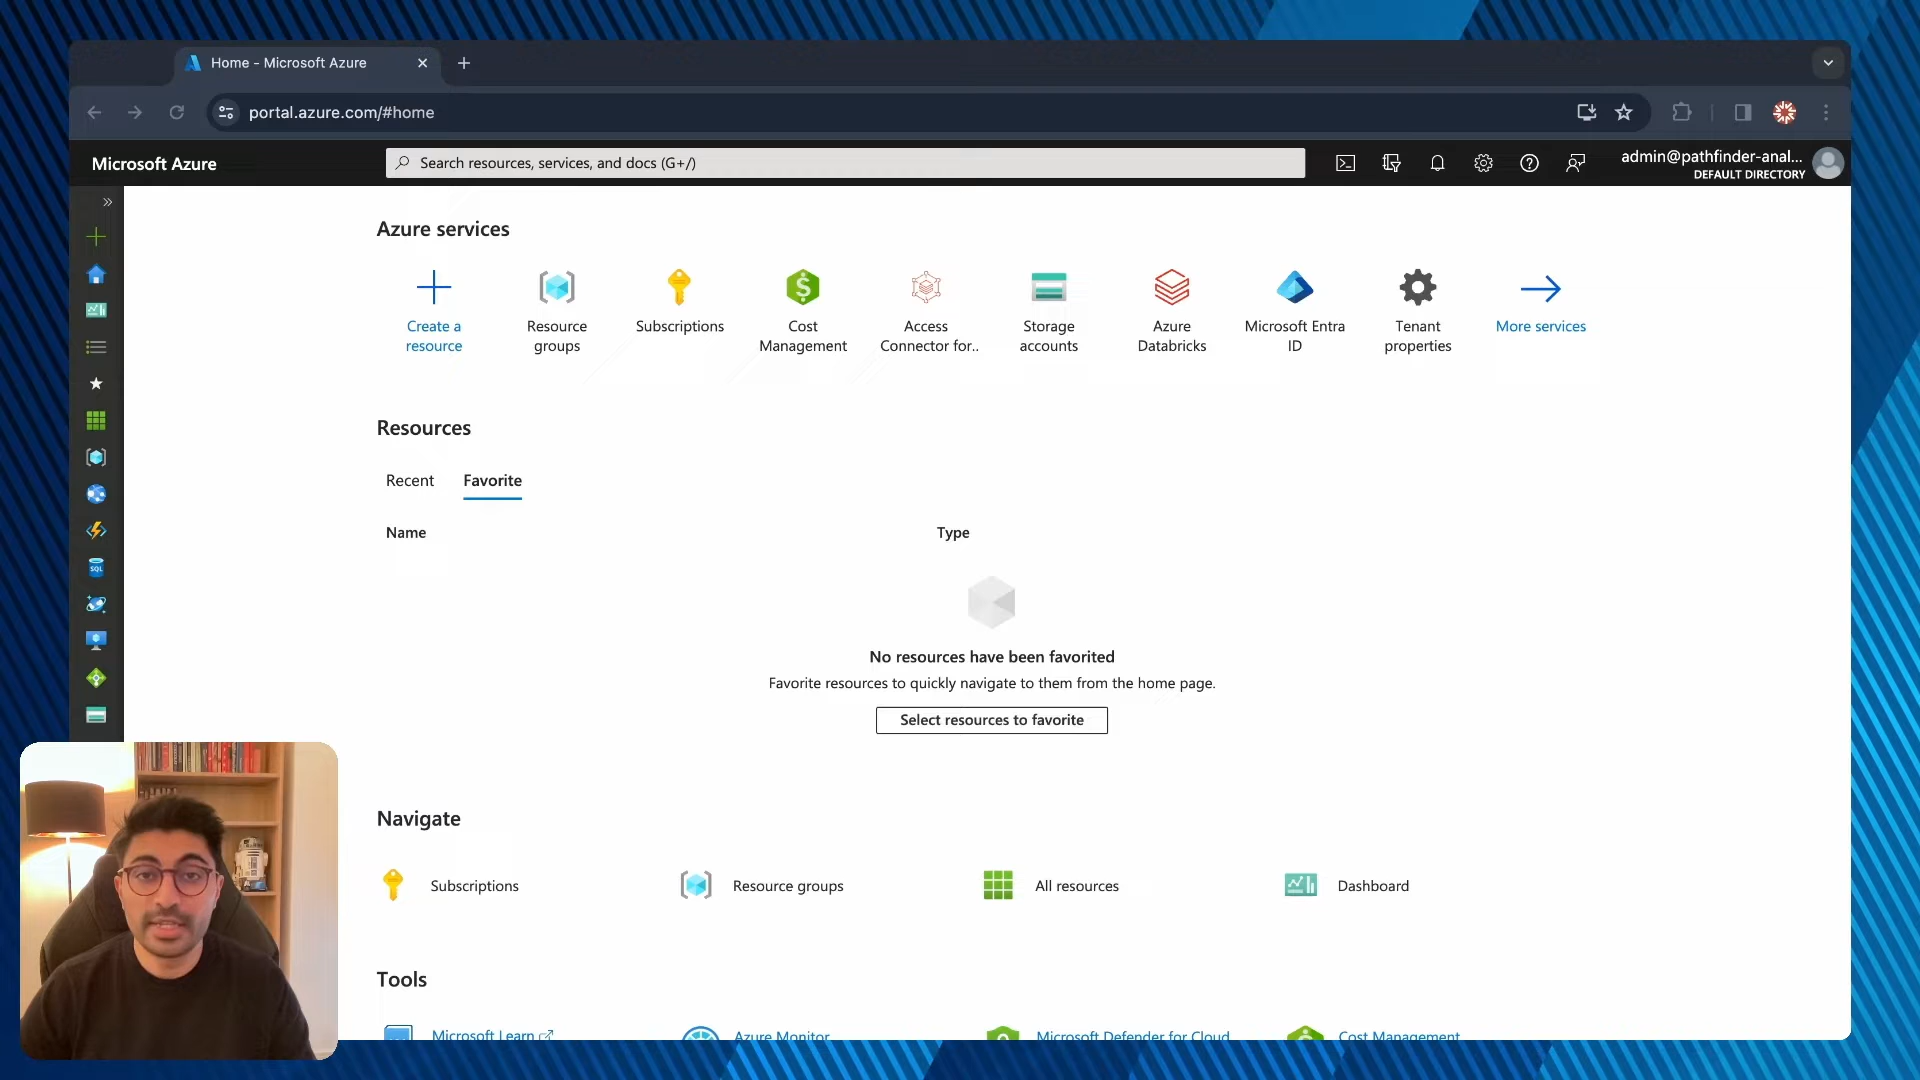 Home - Microsoft Azure
portal.azure.com/#home
Microsoft Azure
Search resources, services, and docs (G+/)
admin@pathfinder-anal...
DEFAULT DIRECTORY
Azure services
Create a
resource
Resource
groups
Subscriptions
Cost
Management
Access
Connector for..
Storage
accounts
Azure
Databricks
Microsoft Entra
ID
Tenant
properties
More services
Resources
Recent
Favorite
Name
Type
SQL
No resources have been favorited
Favorite resources to quickly navigate to them from the home page.
Select resources to favorite
Navigate
Subscriptions
Resource groups
All resources
Dashboard
Tools
Microsoft Learn
Azure Monitor
Microsoft Defender for Cloud
Cost Management